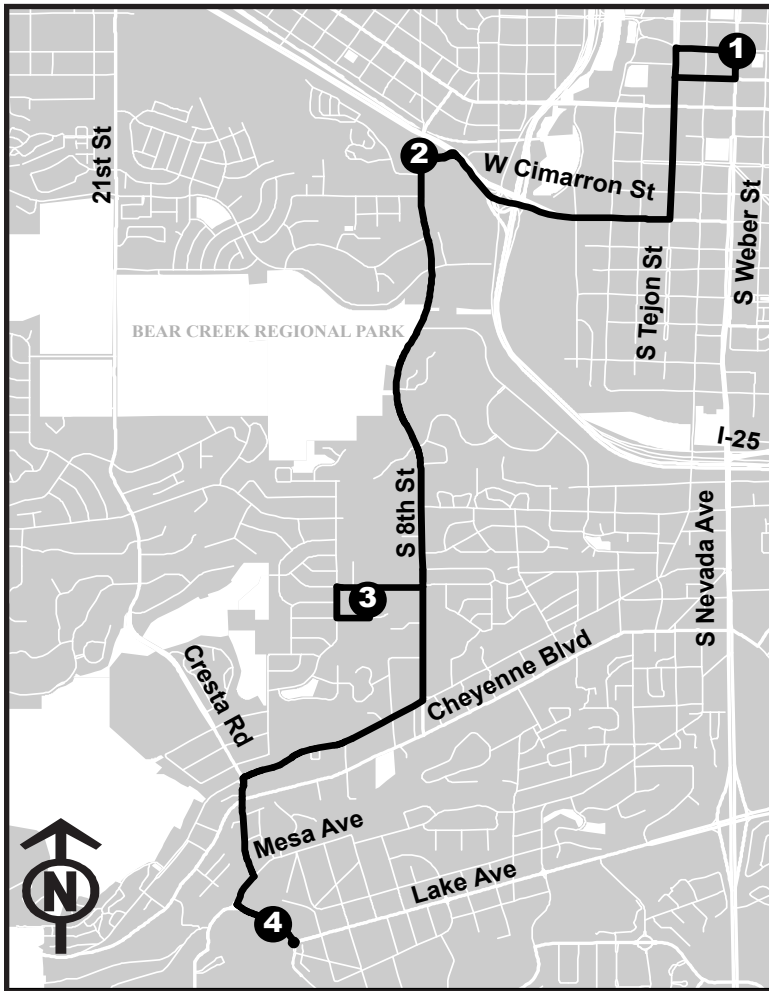 1
2
W Cimarron St
21st St
S Weber St
S Tejon St
BEAR CREEK REGIONAL PARK
I-25
S 8th St
S Nevada Ave
3
Cheyenne Blvd
Cresta Rd
Mesa Ave
Lake Ave
N
4